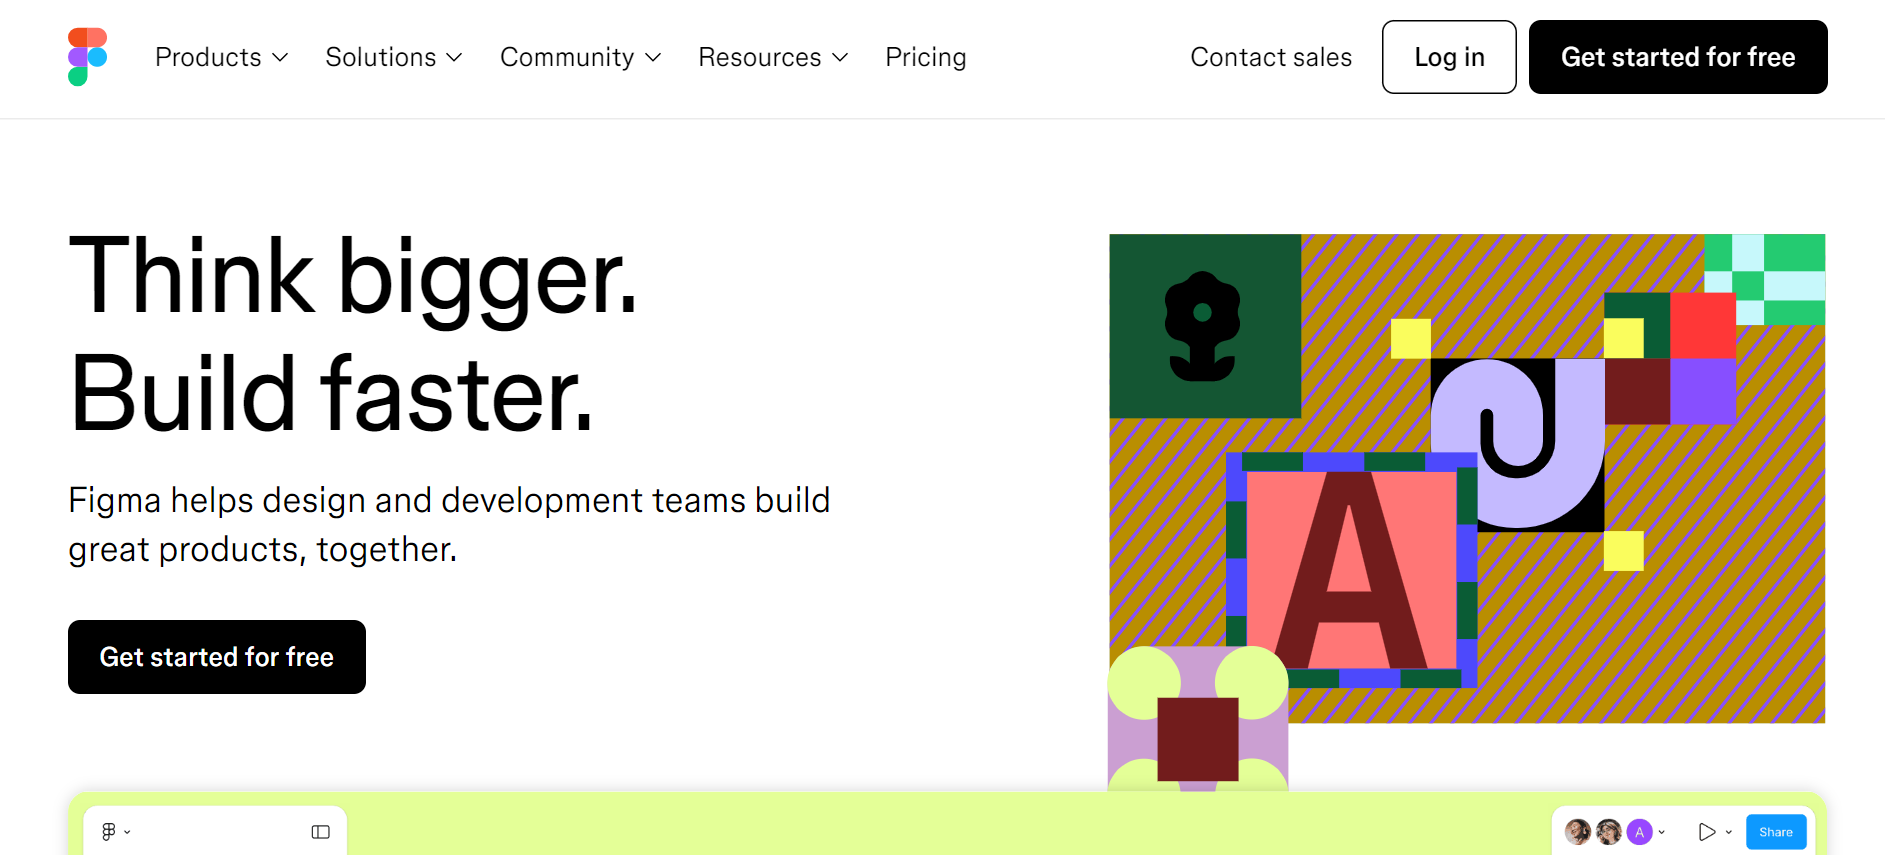 Products
Solutions
Community
Resources
Pricing
Contact sales
Log in
Get started for free
Think bigger.
Build faster.
Figma helps design and development teams build
great products, together.
Get started for free
A
A
Share